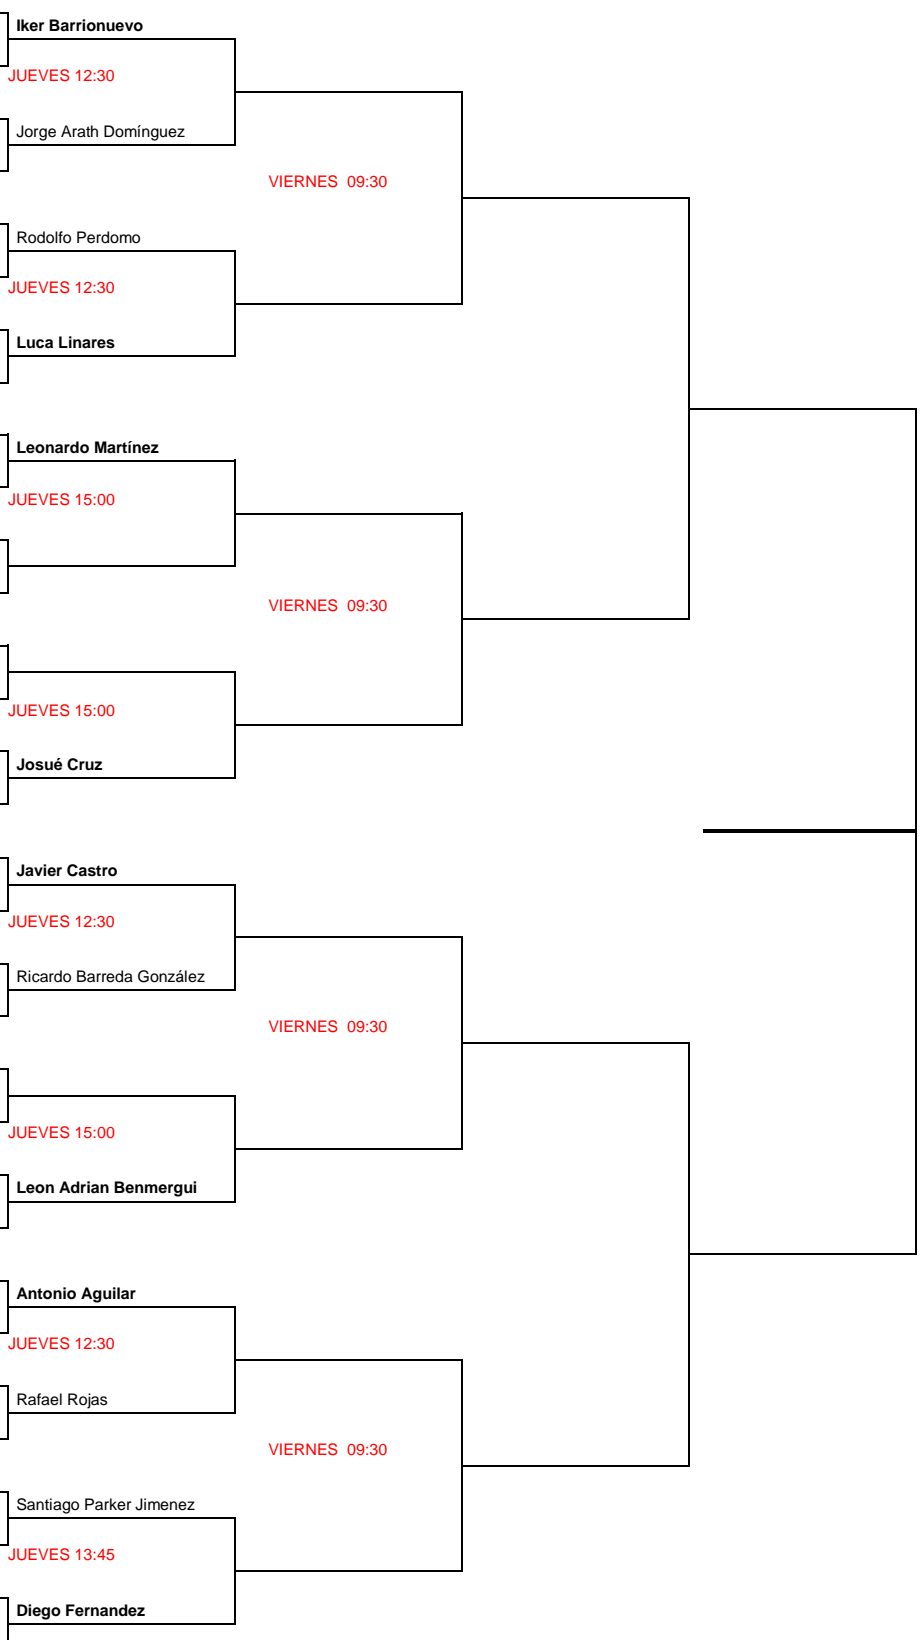 Iker Barrionuevo
JUEVES 12:30
Jorge Arath Domínguez
VIERNES 09:30
Rodolfo Perdomo
JUEVES 12:30
Luca Linares
Leonardo Martínez
JUEVES 15:00
VIERNES 09:30
JUEVES 15:00
Josué Cruz
Javier Castro
JUEVES 12:30
Ricardo Barreda González
VIERNES 09:30
JUEVES 15:00
Leon Adrian Benmergui
Antonio Aguilar
JUEVES 12:30
Rafael Rojas
VIERNES 09:30
Santiago Parker Jimenez
JUEVES 13:45
Diego Fernandez